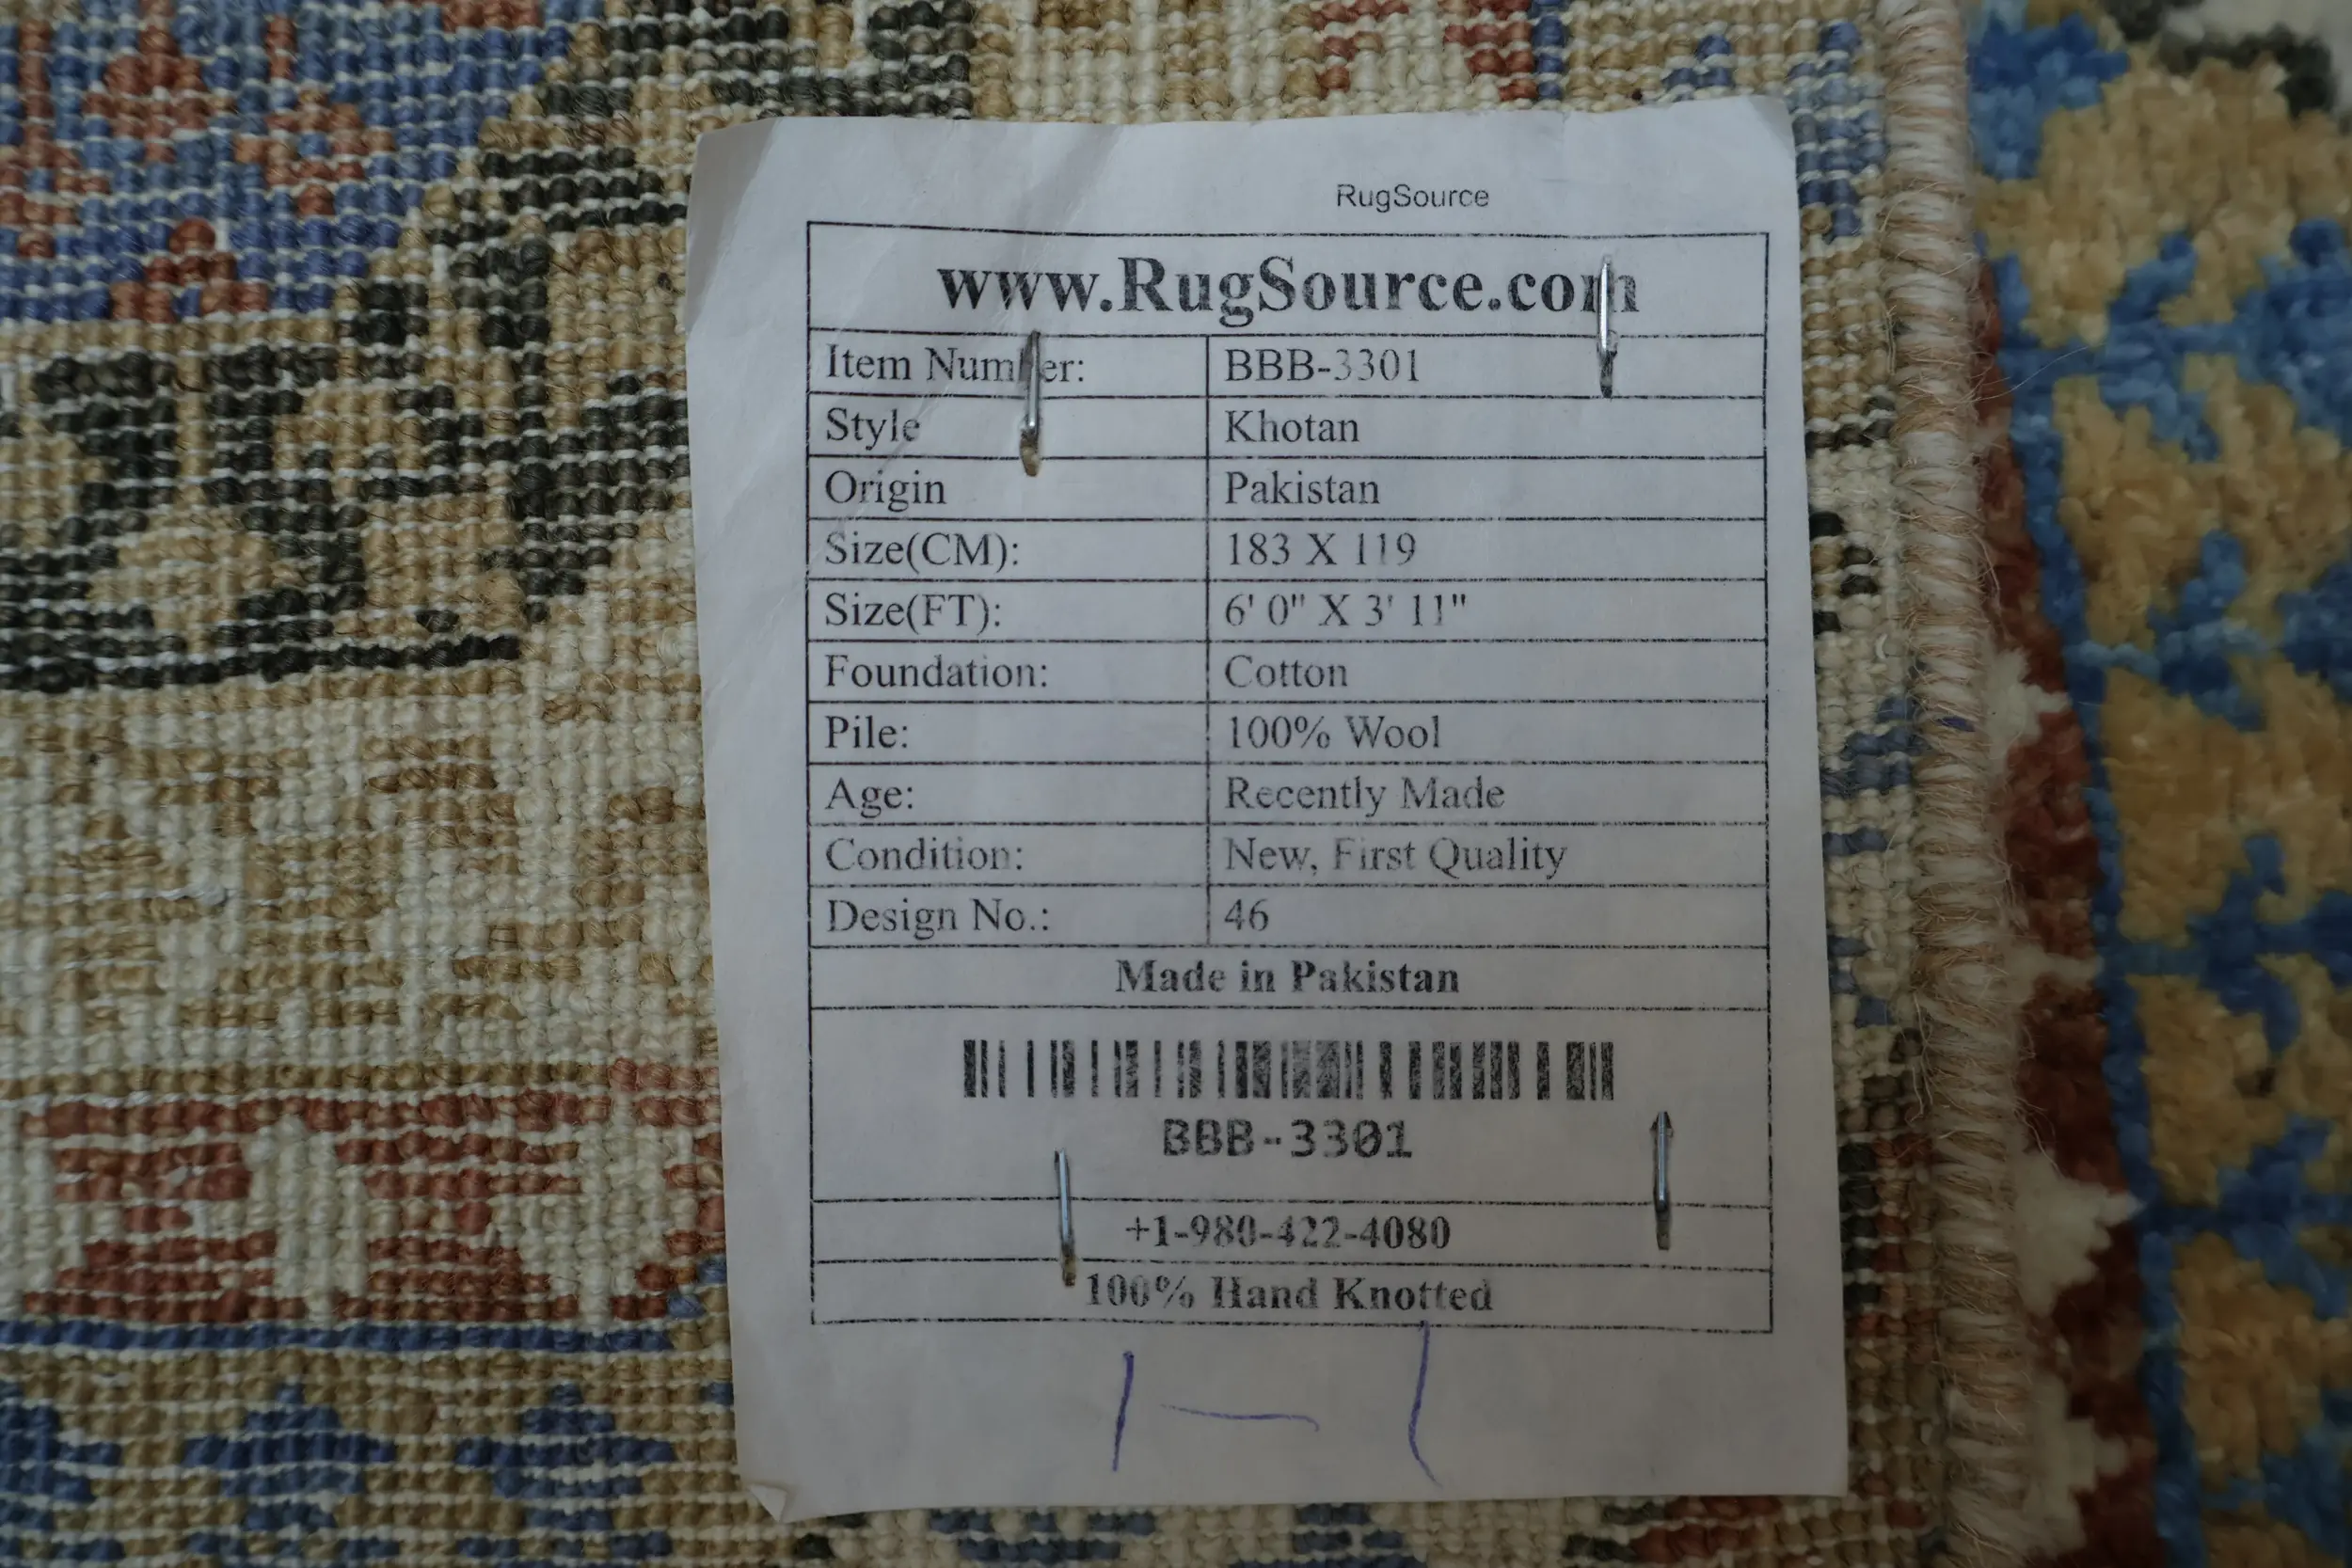 RugSource
www.RugSource.com
Item Number: BBB-3301
Style Khotan
Origin Pakistan
Size(CM): 183 X 119
Size(FT): 6' 0" X 3' 11"
Foundation: Cotton
Pile: 100% Wool
Age: Recently Made
Condition: New, First Quality
Design No.: 46
Made in Pakistan
BBB-3301
+1-980-422-4080
100% Hand Knotted
1-1